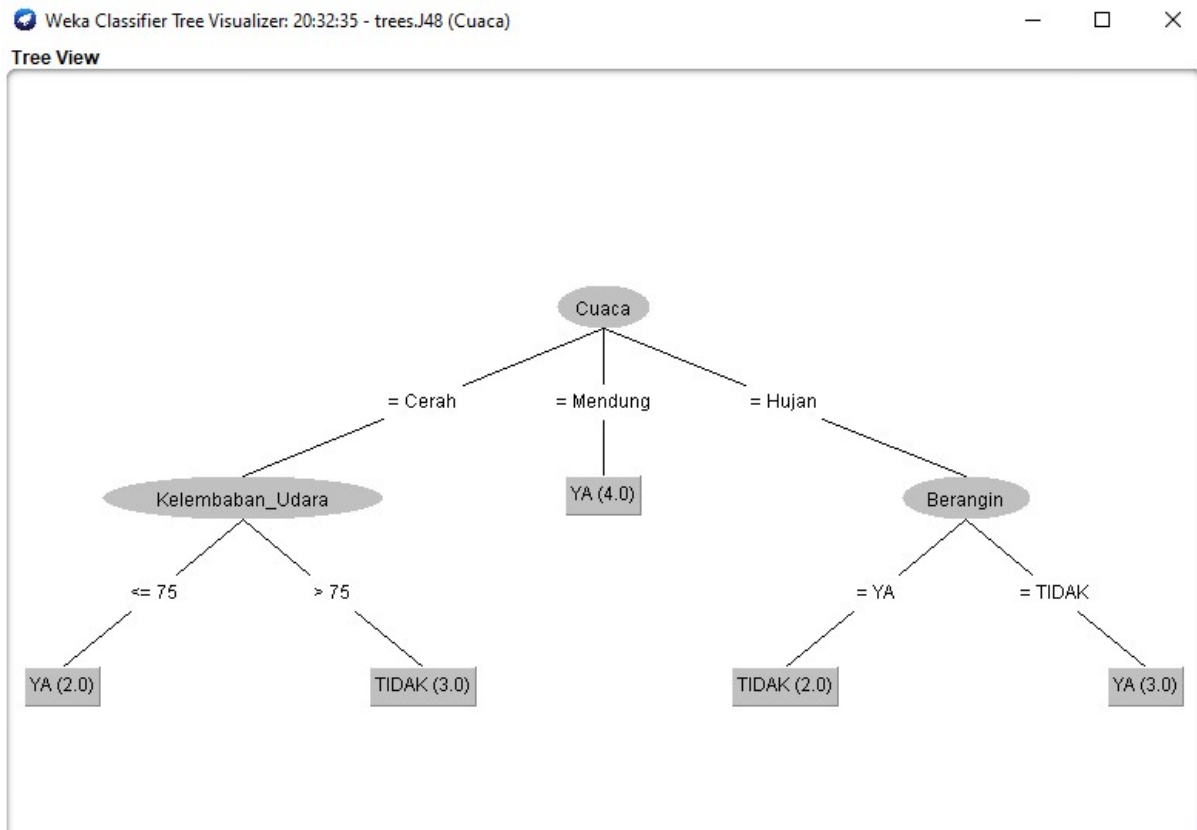 Weka Classifier Tree Visualizer: 20:32:35 - trees.J48 (Cuaca)
Tree View
Cuaca
= Cerah
= Mendung
= Hujan
Kelembaban_Udara
YA (4.0)
Berangin
<= 75
> 75
= YA
= TIDAK
YA (2.0)
TIDAK (3.0)
TIDAK (2.0)
YA (3.0)